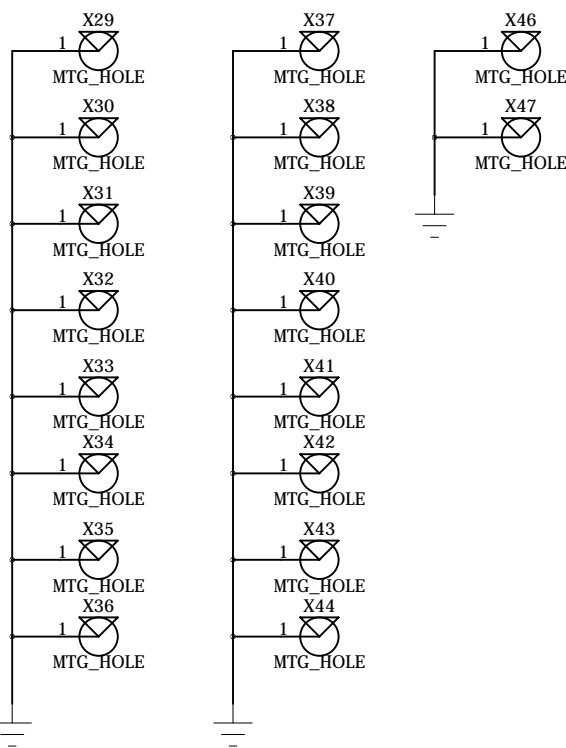 X29
1
MTG_HOLE
X30
1
MTG_HOLE
X31
1
MTG_HOLE
X32
1
MTG_HOLE
X33
1
MTG_HOLE
X34
1
MTG_HOLE
X35
1
MTG_HOLE
X36
1
MTG_HOLE
X37
1
MTG_HOLE
X38
1
MTG_HOLE
X39
1
MTG_HOLE
X40
1
MTG_HOLE
X41
1
MTG_HOLE
X42
1
MTG_HOLE
X43
1
MTG_HOLE
X44
1
MTG_HOLE
X46
1
MTG_HOLE
X47
1
MTG_HOLE